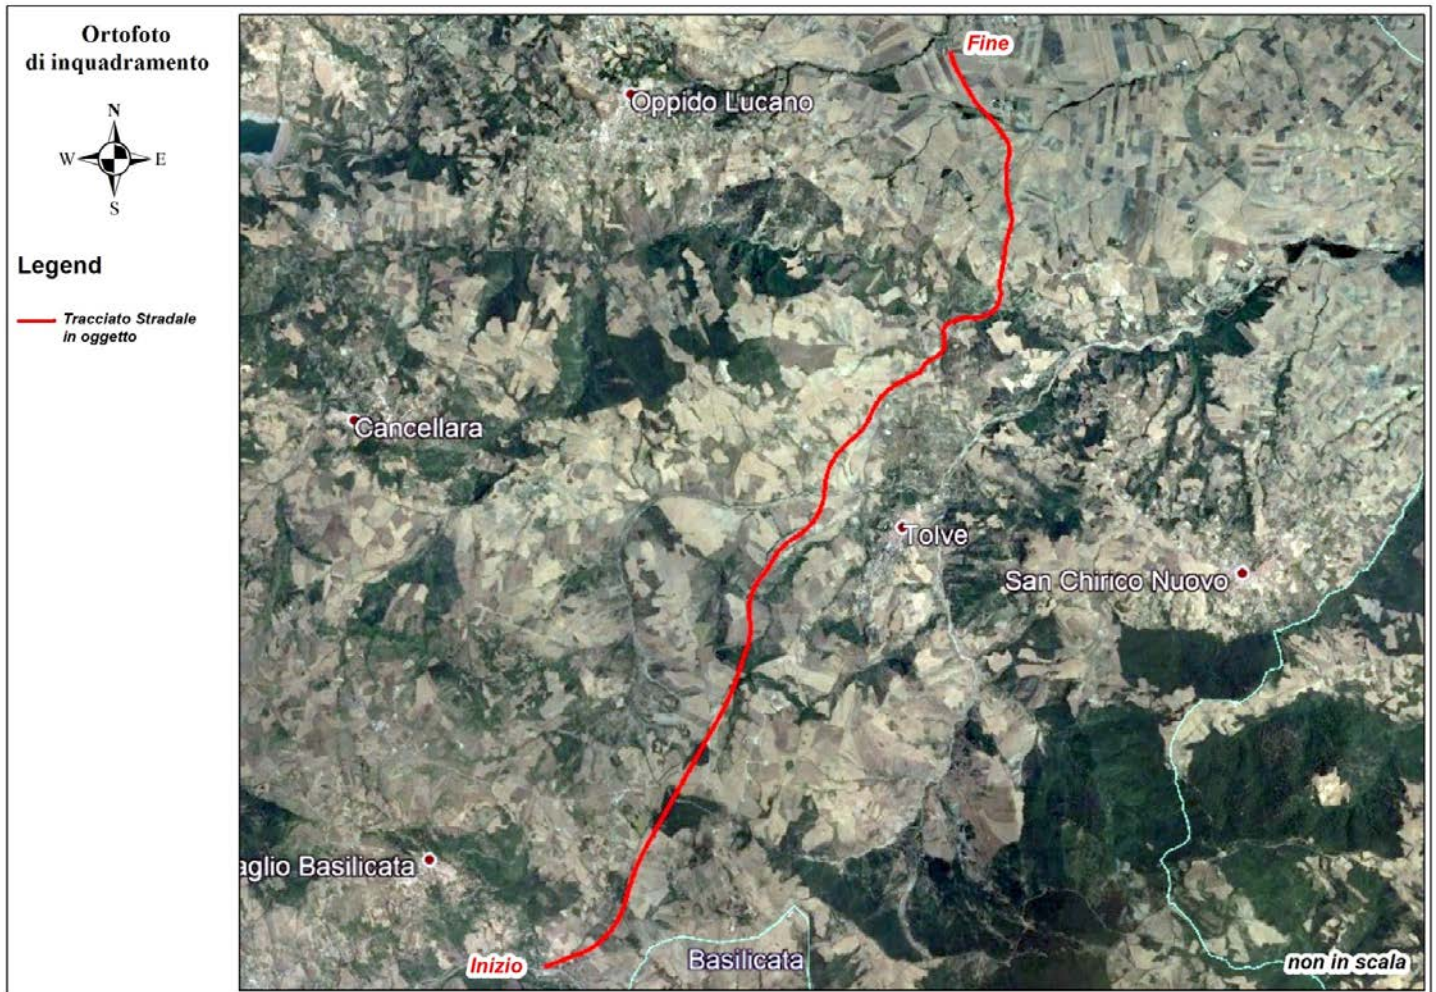 Ortofoto
di inquadramento
N
W
E
S
Legend
Tracciato Stradale
in oggetto
Fine
Oppido Lucano
Cancellara
Tolve
San Chirico Nuovo
aglio Basilicata
Inizio
Basilicata
non in scala